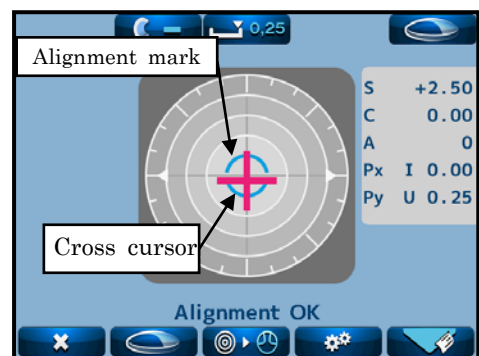 0,25
Alignment mark
S +2.50
C 0.00
A 0
Px I 0.00
Py U 0.25
Cross cursor
Alignment OK